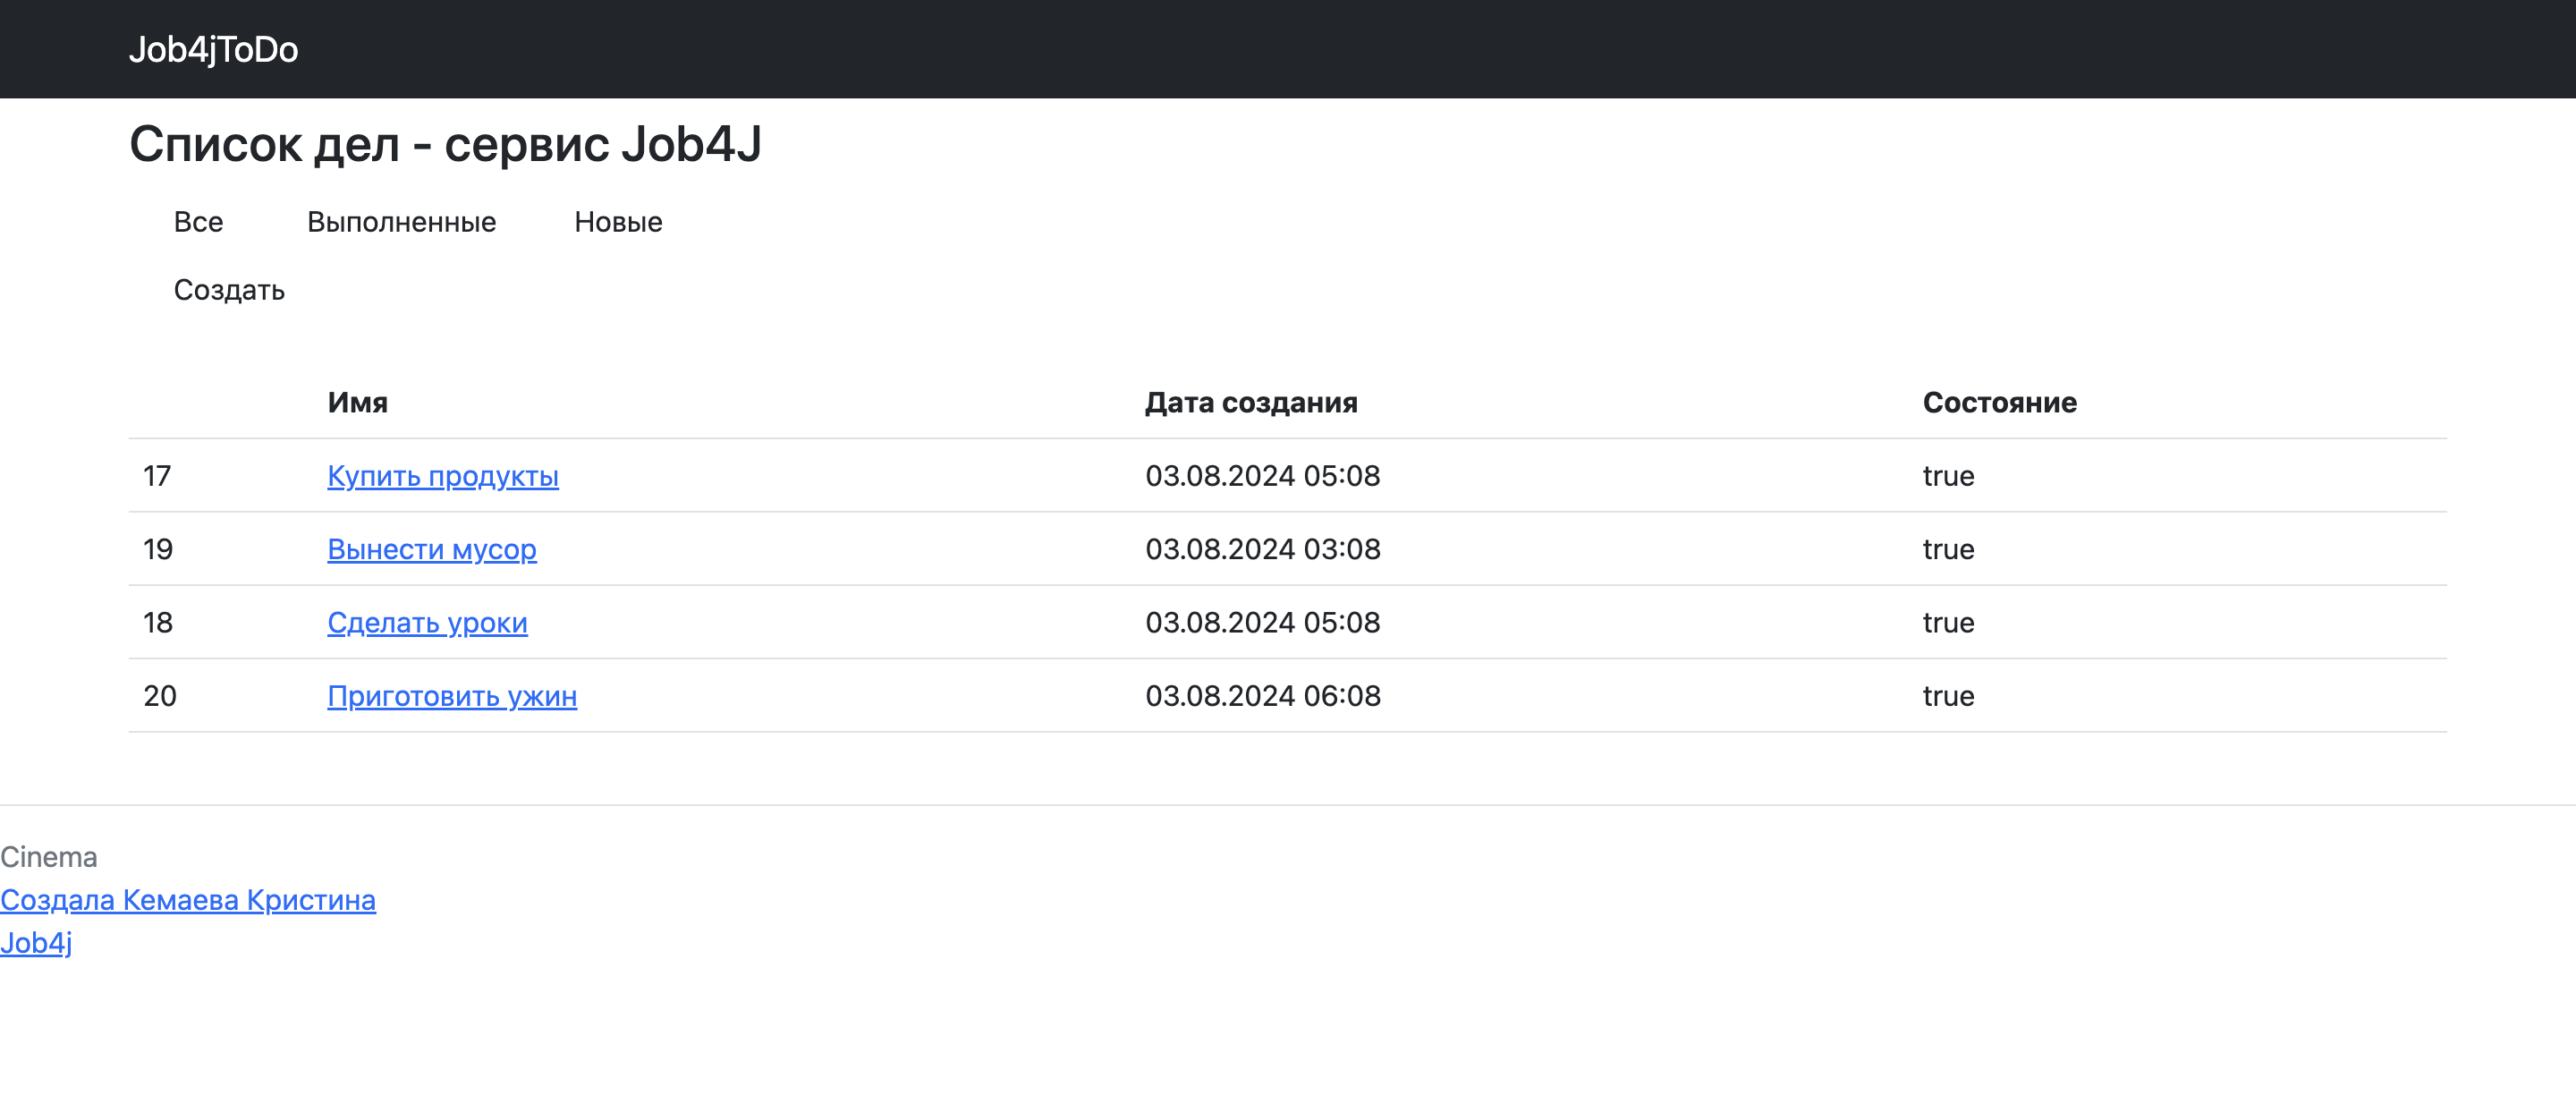 Job4jToDo
Список дел - сервис Job4J
Все Выполненные Новые
Создать
Имя Дата создания Состояние
17 Купить продукты 03.08.2024 05:08 true
19 Вынести мусор 03.08.2024 03:08 true
18 Сделать уроки 03.08.2024 05:08 true
20 Приготовить ужин 03.08.2024 06:08 true
Cinema
Создала Кемаева Кристина
Job4j